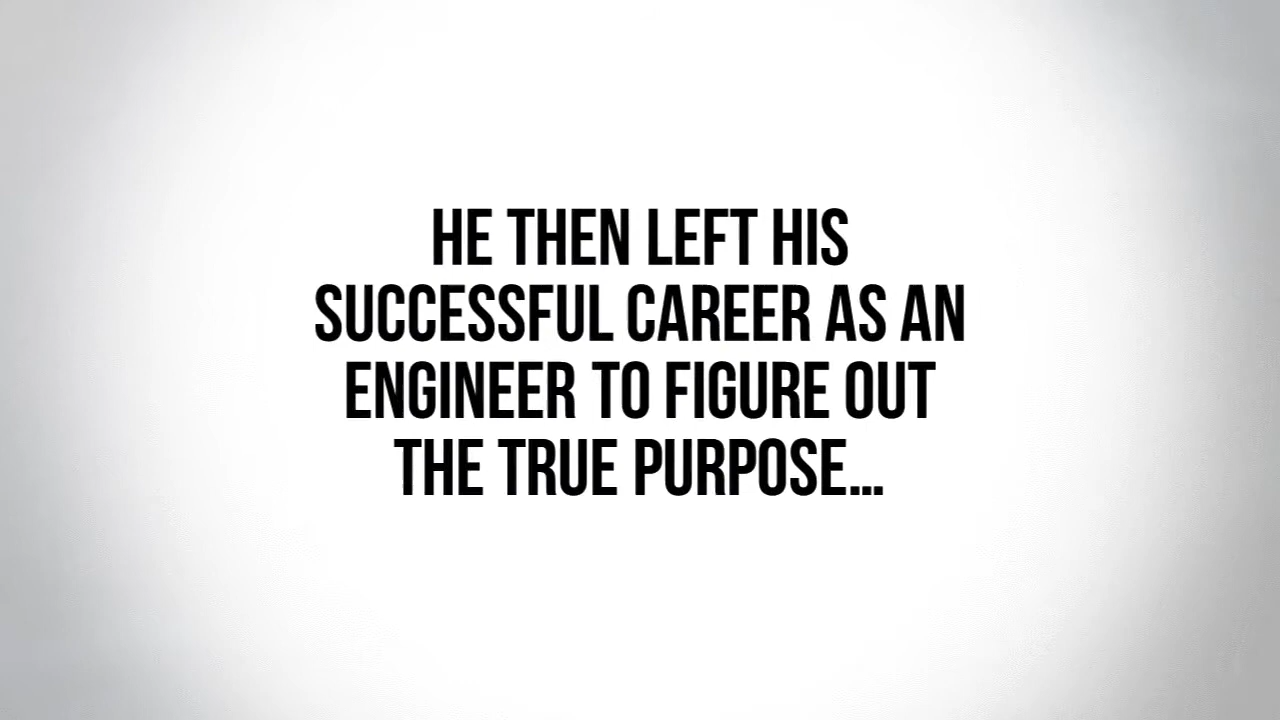 HE THEN LEFT HIS
SUCCESSFUL CAREER AS AN
ENGINEER TO FIGURE OUT
THE TRUE PURPOSE...